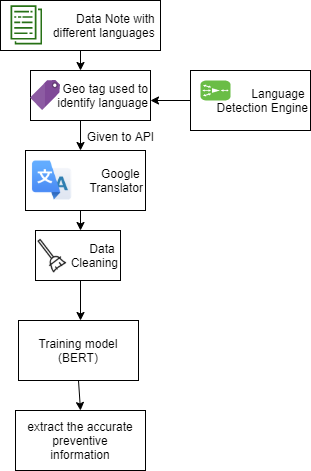 Data Note with
different languages
Geo tag used to
identify language
Language
Detection Engine
Given to API
Google
Translator
Data
Cleaning
Training model
(BERT)
extract the accurate
preventive
information